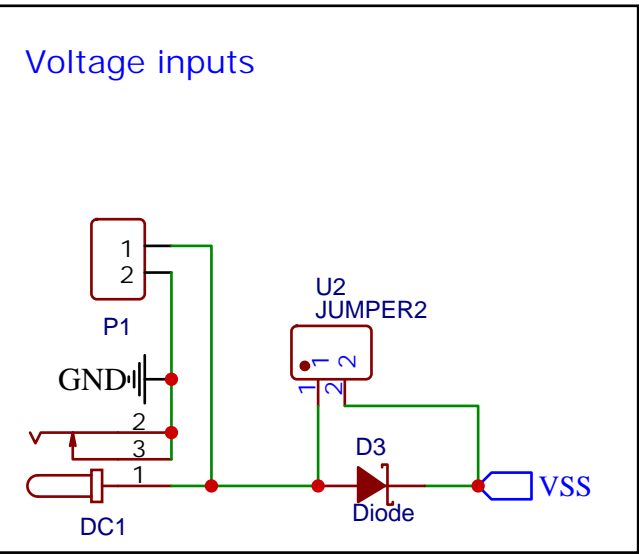 Voltage inputs
1
2
P1
U2
JUMPER2
1
2
1
2
GND
2
3
1
DC1
D3
Diode
VSS